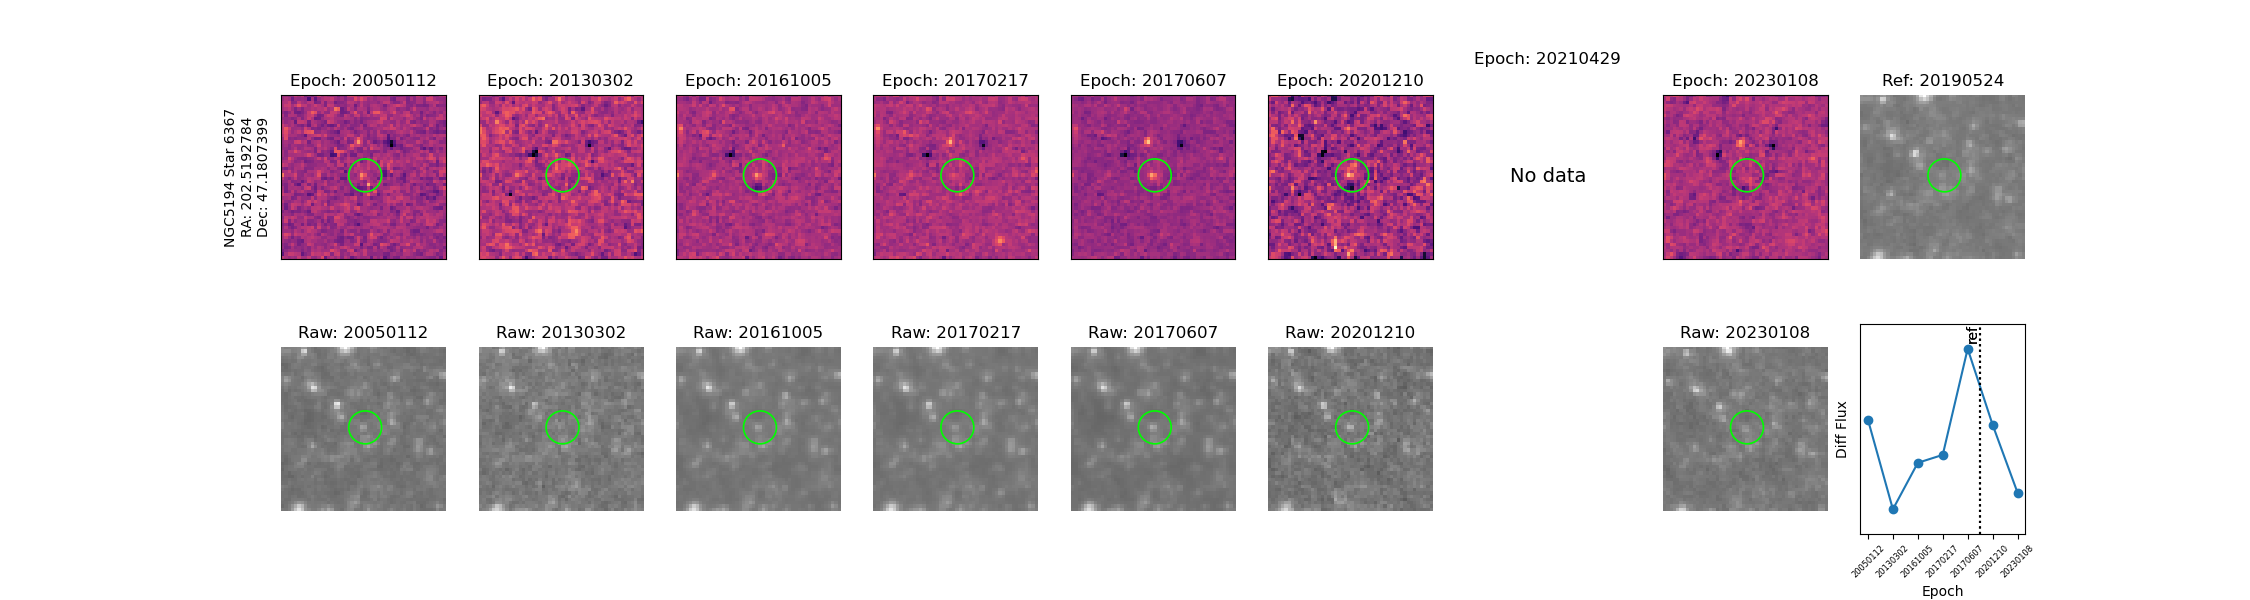 NGC5194 Star 6367
RA: 202.5192784
Dec: 47.1807399
Epoch: 20050112
Epoch: 20130302
Epoch: 20161005
Epoch: 20170217
Epoch: 20170607
Epoch: 20201210
Epoch: 20210429
No data
Epoch: 20230108
Ref: 20190524
Raw: 20050112
Raw: 20130302
Raw: 20161005
Raw: 20170217
Raw: 20170607
Raw: 20201210
Raw: 20230108
Diff Flux
ref
20050112
20130302
20161005
20170217
20170607
20201210
20230108
Epoch